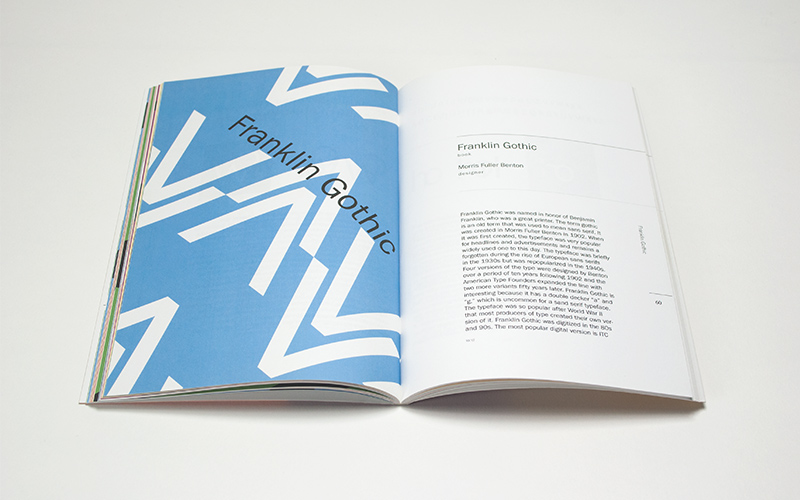 Franklin Gothic
Franklin Gothic
book
Morris Fuller Benton
designer
Franklin Gothic was named in honor of Benjamin
Franklin, who was a great printer. The term gothic
is an old form that was used to mean sans serif. It
was created in Morris Fuller Benton in 1902. When
it was first created, the typeface was very popular
for headlines and advertisements and remains a
widely used one to this day. The typeface was briefly
forgotten during the rise of European sans serifs
in the 1930s but was repopularized in the 1940s.
Four versions of the type were designed by Benton
over a period of ten years following 1902 and the
American Type Founders expanded the line with
two more variants fifty years later. Franklin Gothic is
interesting because it has a double decker "a" and
"g," which is uncommon for a sand serif typeface.
The typeface was so popular after World War II
that most producers of type created their own ver-
sion of it. Franklin Gothic was digitized in the 80s
and 90s. The most popular digital version is ITC
Franklin Gothic
60